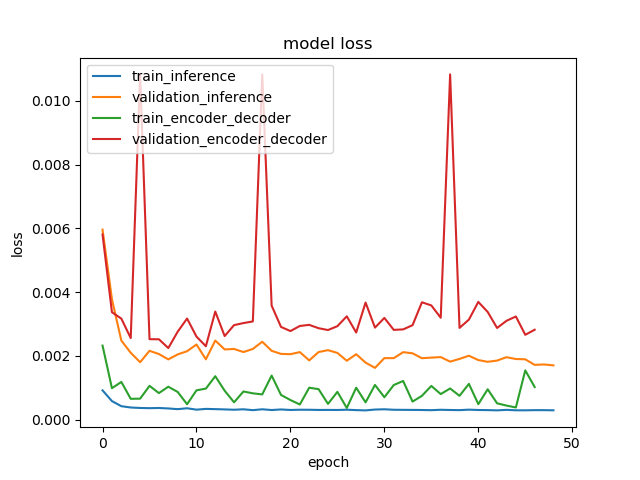 model loss
train_inference
validation_inference
train_encoder_decoder
validation_encoder_decoder
loss
0.010
0.008
0.006
0.004
0.002
0.000
0 10 20 30 40 50
epoch